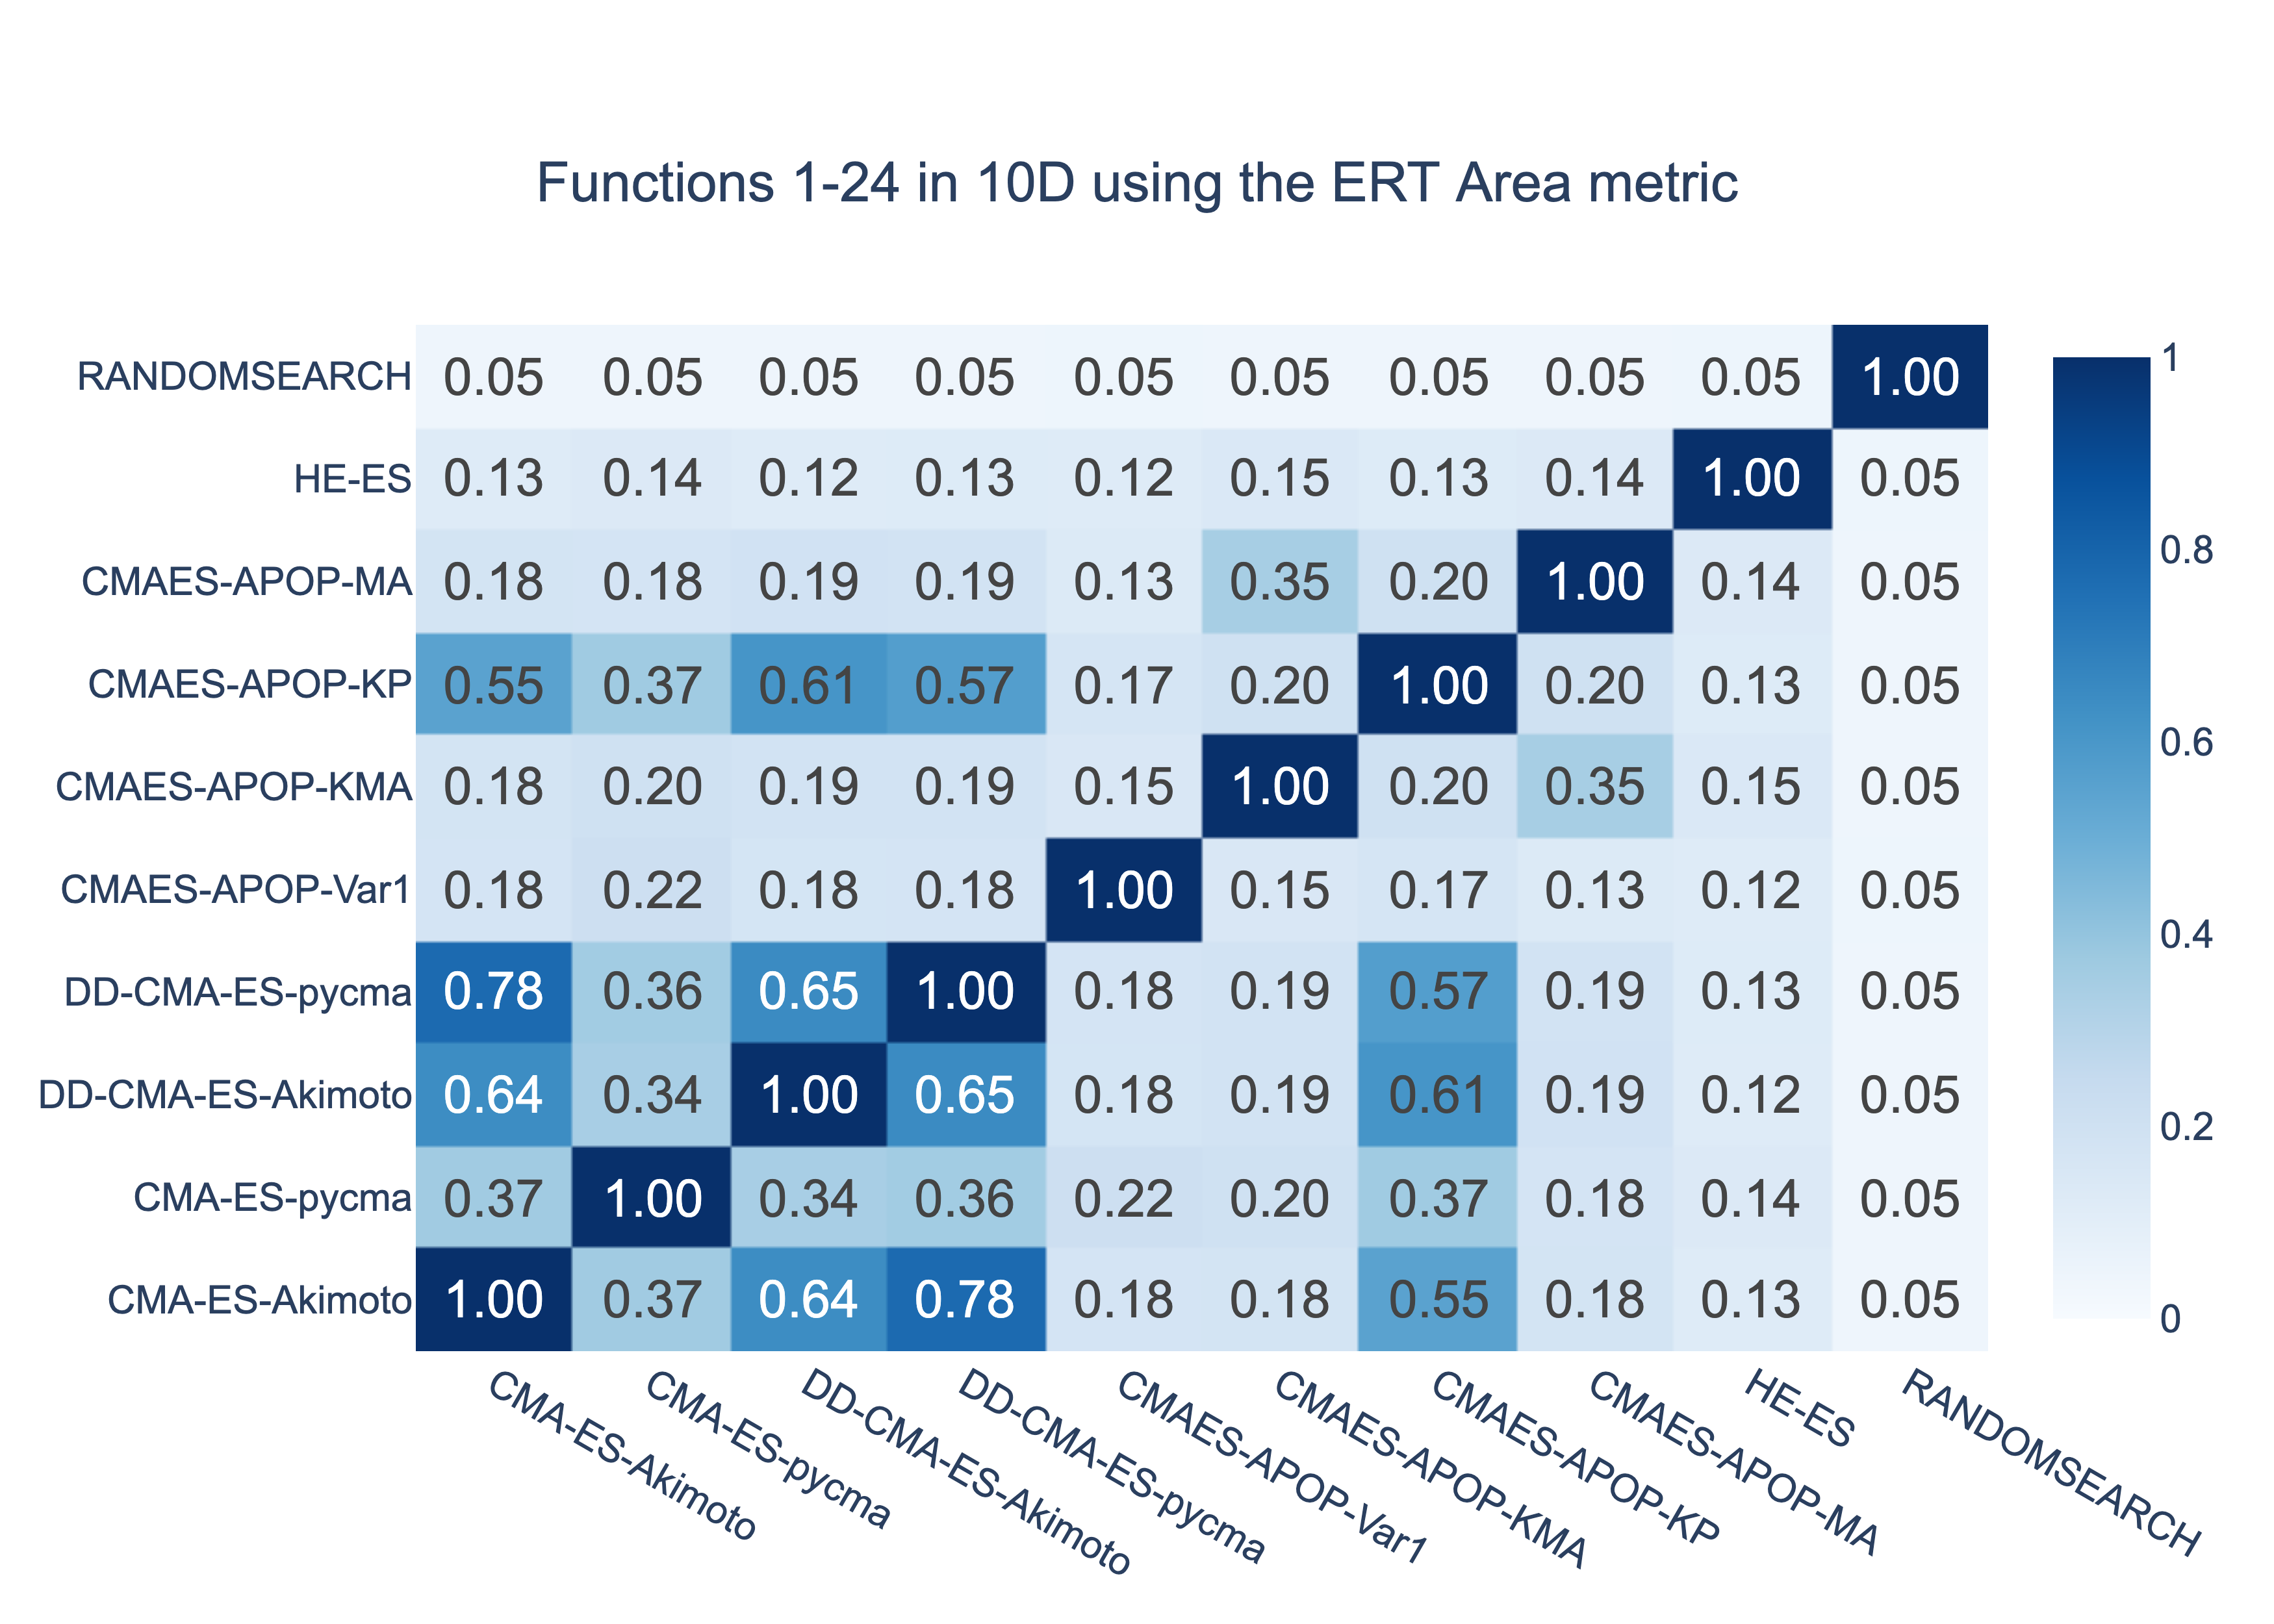 Functions 1-24 in 10D using the ERT Area metric
RANDOMSEARCH 0.05 0.05 0.05 0.05 0.05 0.05 0.05 0.05 0.05 1.00
HE-ES 0.13 0.14 0.12 0.13 0.12 0.15 0.13 0.14 1.00 0.05
CMAES-APOP-MA 0.18 0.18 0.19 0.19 0.13 0.35 0.20 1.00 0.14 0.05
CMAES-APOP-KP 0.55 0.37 0.61 0.57 0.17 0.20 1.00 0.20 0.13 0.05
CMAES-APOP-KMA 0.18 0.20 0.19 0.19 0.15 1.00 0.20 0.35 0.15 0.05
CMAES-APOP-Var1 0.18 0.22 0.18 0.18 1.00 0.15 0.17 0.13 0.12 0.05
DD-CMA-ES-pycma 0.78 0.36 0.65 1.00 0.18 0.19 0.57 0.19 0.13 0.05
DD-CMA-ES-Akimoto 0.64 0.34 1.00 0.65 0.18 0.19 0.61 0.19 0.12 0.05
CMA-ES-pycma 0.37 1.00 0.34 0.36 0.22 0.20 0.37 0.18 0.14 0.05
CMA-ES-Akimoto 1.00 0.37 0.64 0.78 0.18 0.18 0.55 0.18 0.13 0.05
CMA-ES-Akimoto
CMA-ES-pycma
DD-CMA-ES-Akimoto
DD-CMA-ES-pycma
CMAES-APOP-Var1
CMAES-APOP-KMA
CMAES-APOP-KP
CMAES-APOP-MA
HE-ES
RANDOMSEARCH
1
0.8
0.6
0.4
0.2
0